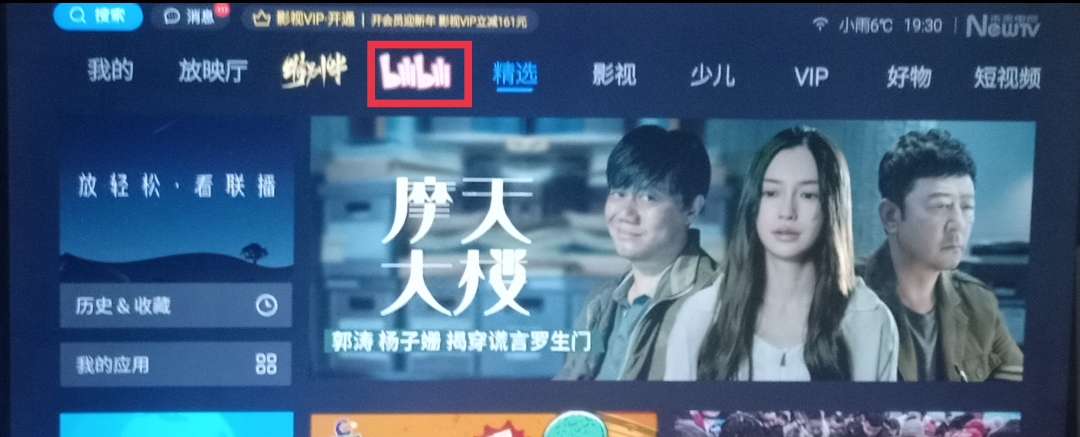 搜索 消息 影视VIP·开通 | 开会员迎新年 影视VIP立减161元 小雨6℃ 19:30 NewTV
我的 放映厅 bilibili 精选 影视 少儿 VIP 好物 短视频
放轻松·看联播
摩天
大楼
郭涛 杨子姗 揭穿谎言罗生门
历史&收藏
我的应用